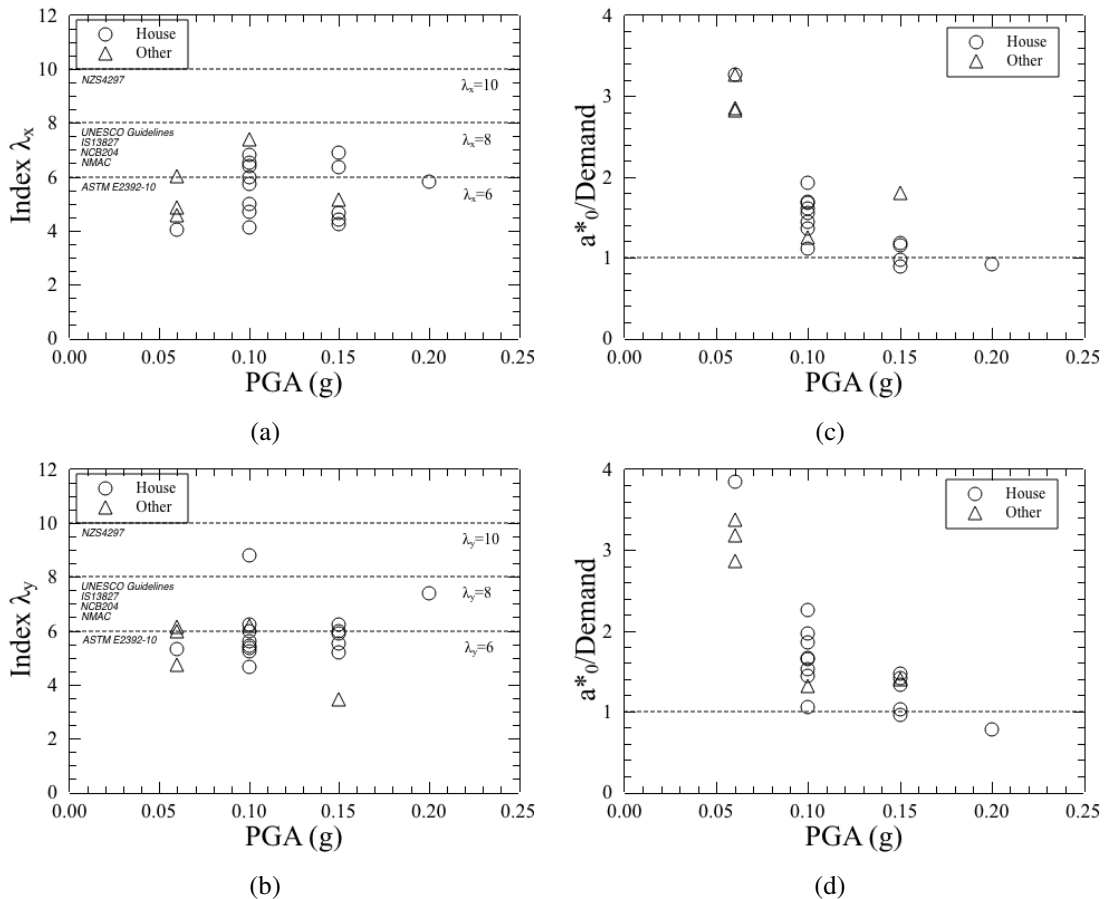 12
10
8
6
4
2
0
Index λx
House
Other
NZS4297
λx=10
UNESCO Guidelines
IS13827
NCB204
NMAC
λx=8
ASTM E2392-10
λx=6
0.00 0.05 0.10 0.15 0.20 0.25
PGA (g)
(a)
4
3
2
1
0
a*0/Demand
House
Other
0.00 0.05 0.10 0.15 0.20 0.25
PGA (g)
(c)
12
10
8
6
4
2
0
Index λy
House
Other
NZS4297
λy=10
UNESCO Guidelines
IS13827
NCB204
NMAC
λy=8
ASTM E2392-10
λy=6
0.00 0.05 0.10 0.15 0.20 0.25
PGA (g)
(b)
4
3
2
1
0
a*0/Demand
House
Other
0.00 0.05 0.10 0.15 0.20 0.25
PGA (g)
(d)